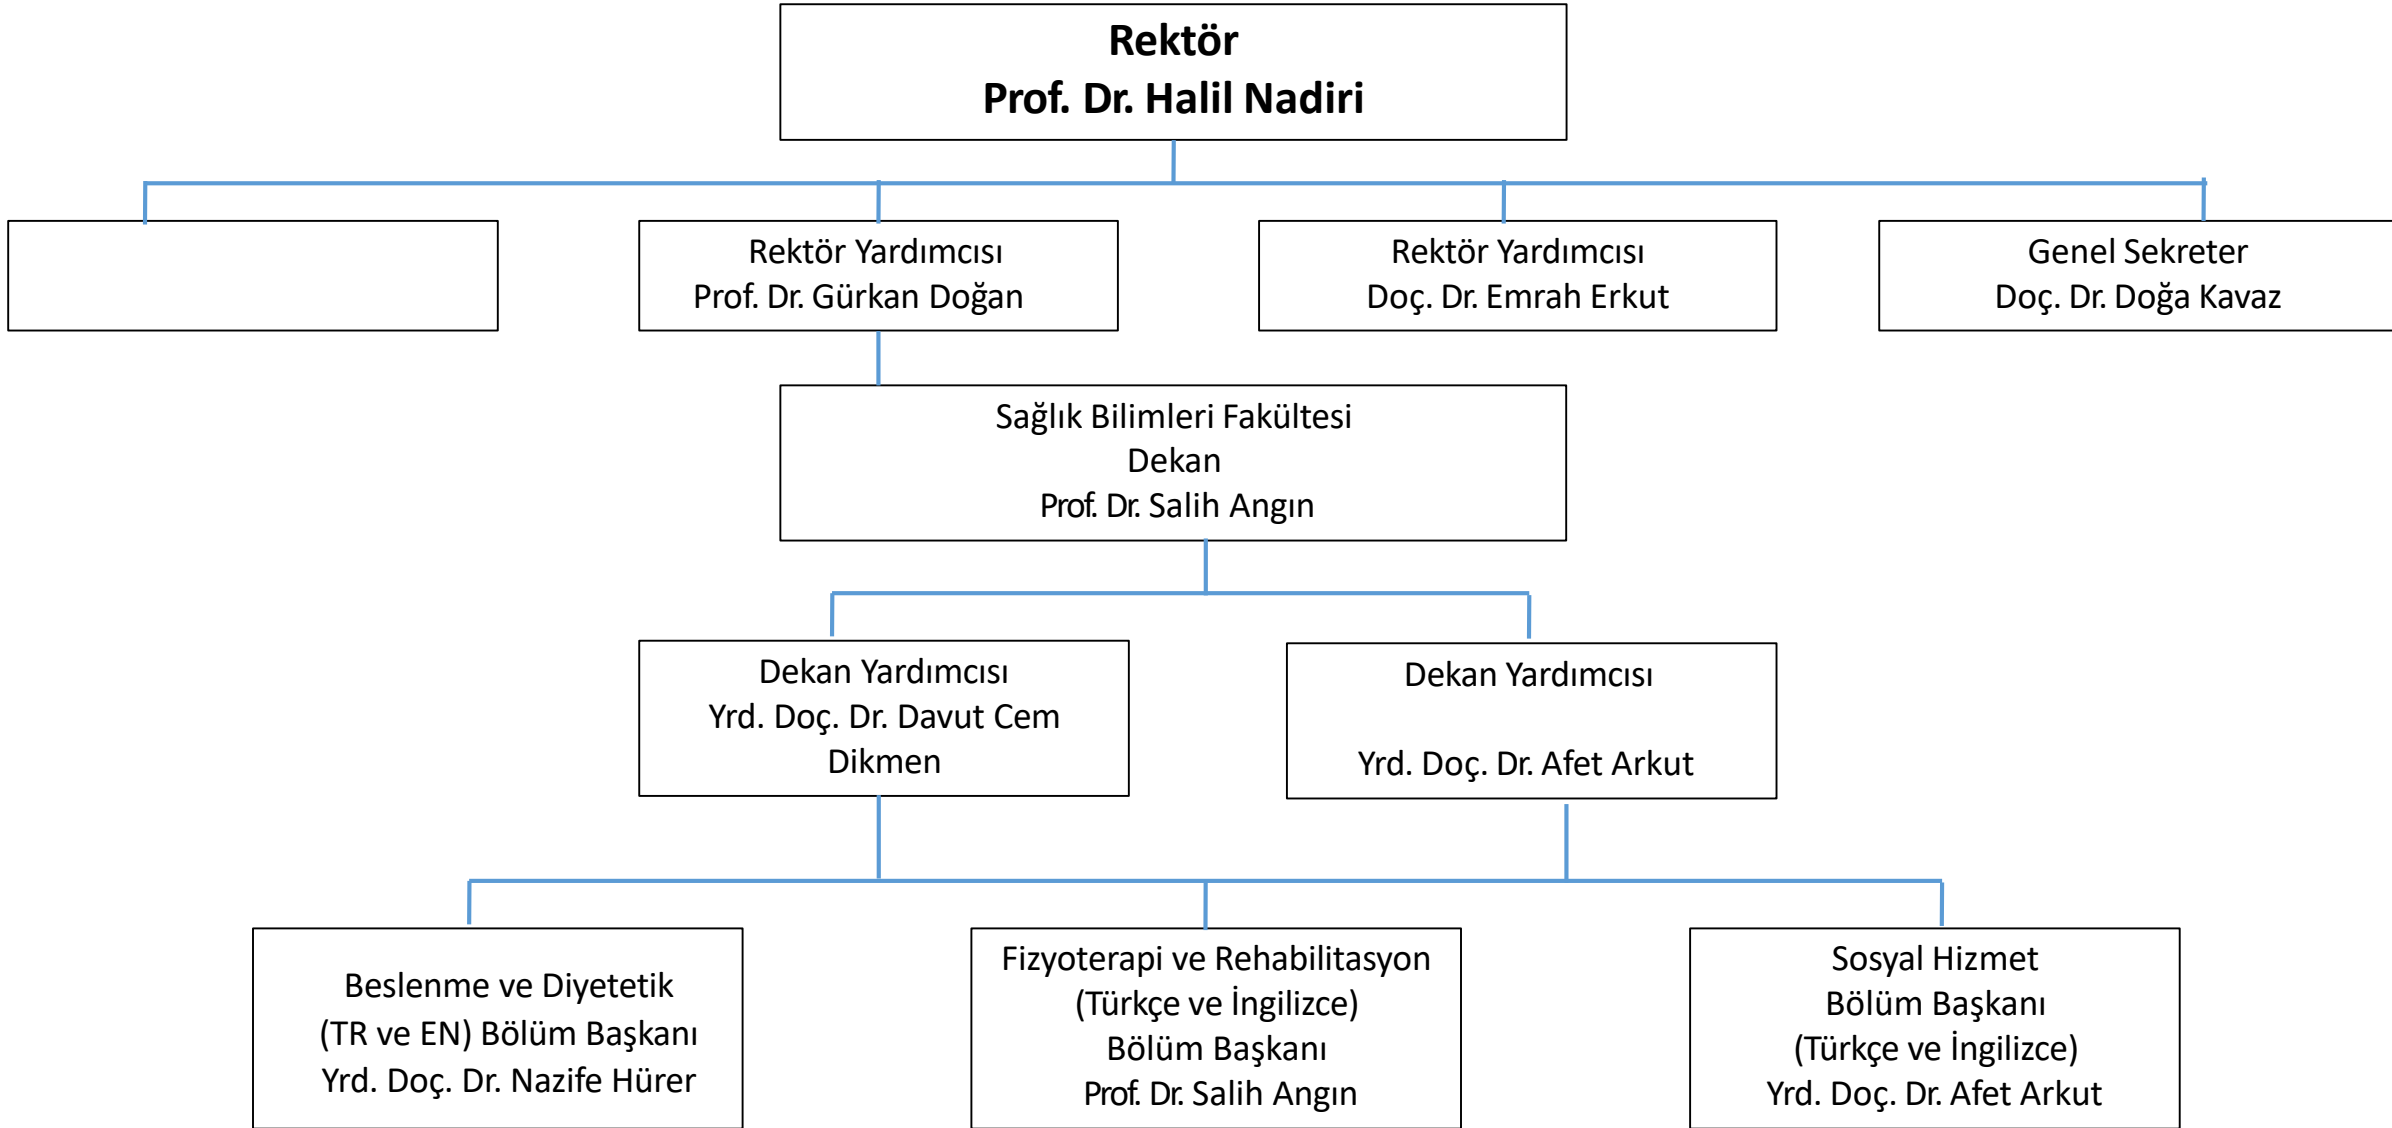 Rektör
Prof. Dr. Halil Nadiri
Rektör Yardımcısı
Prof. Dr. Gürkan Doğan
Rektör Yardımcısı
Doç. Dr. Emrah Erkut
Genel Sekreter
Doç. Dr. Doğa Kavaz
Sağlık Bilimleri Fakültesi
Dekan
Prof. Dr. Salih Angın
Dekan Yardımcısı
Yrd. Doç. Dr. Davut Cem
Dikmen
Dekan Yardımcısı
Yrd. Doç. Dr. Afet Arkut
Beslenme ve Diyetetik
(TR ve EN) Bölüm Başkanı
Yrd. Doç. Dr. Nazife Hürer
Fizyoterapi ve Rehabilitasyon
(Türkçe ve İngilizce)
Bölüm Başkanı
Prof. Dr. Salih Angın
Sosyal Hizmet
Bölüm Başkanı
(Türkçe ve İngilizce)
Yrd. Doç. Dr. Afet Arkut